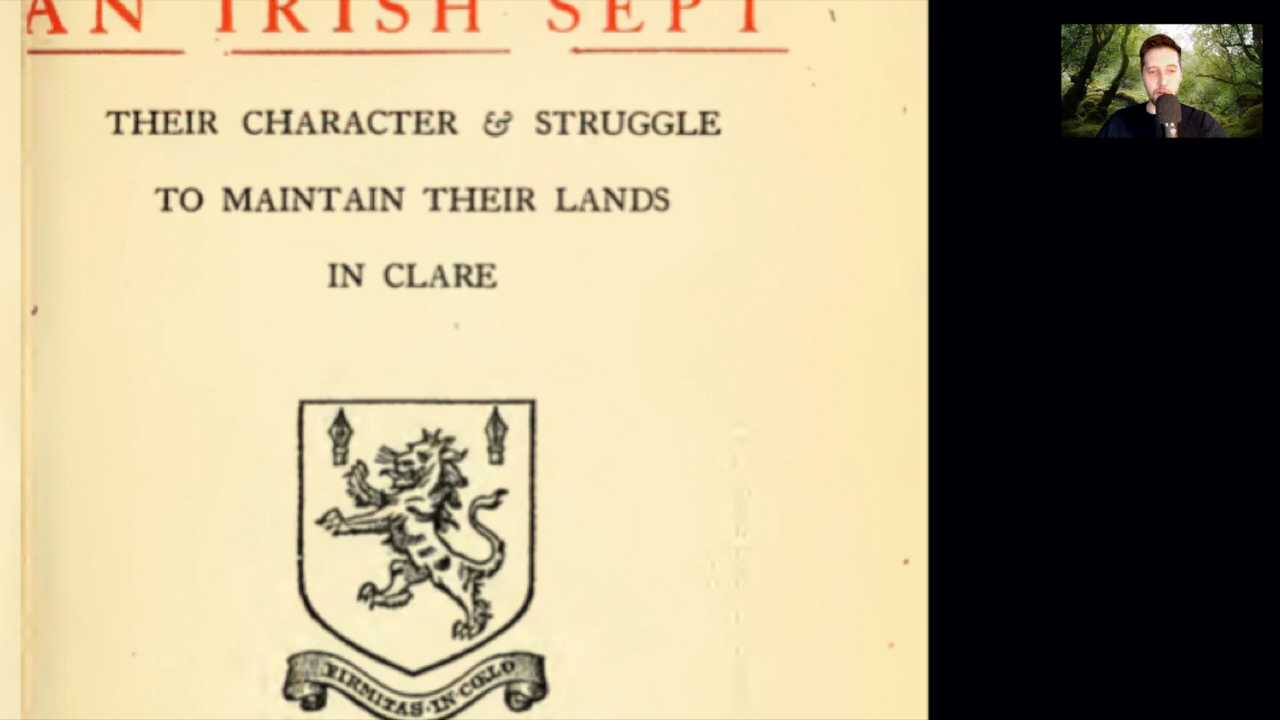 AN IRISH SEPT
THEIR CHARACTER & STRUGGLE
TO MAINTAIN THEIR LANDS
IN CLARE
FIRMITAS·IN·CŒLO